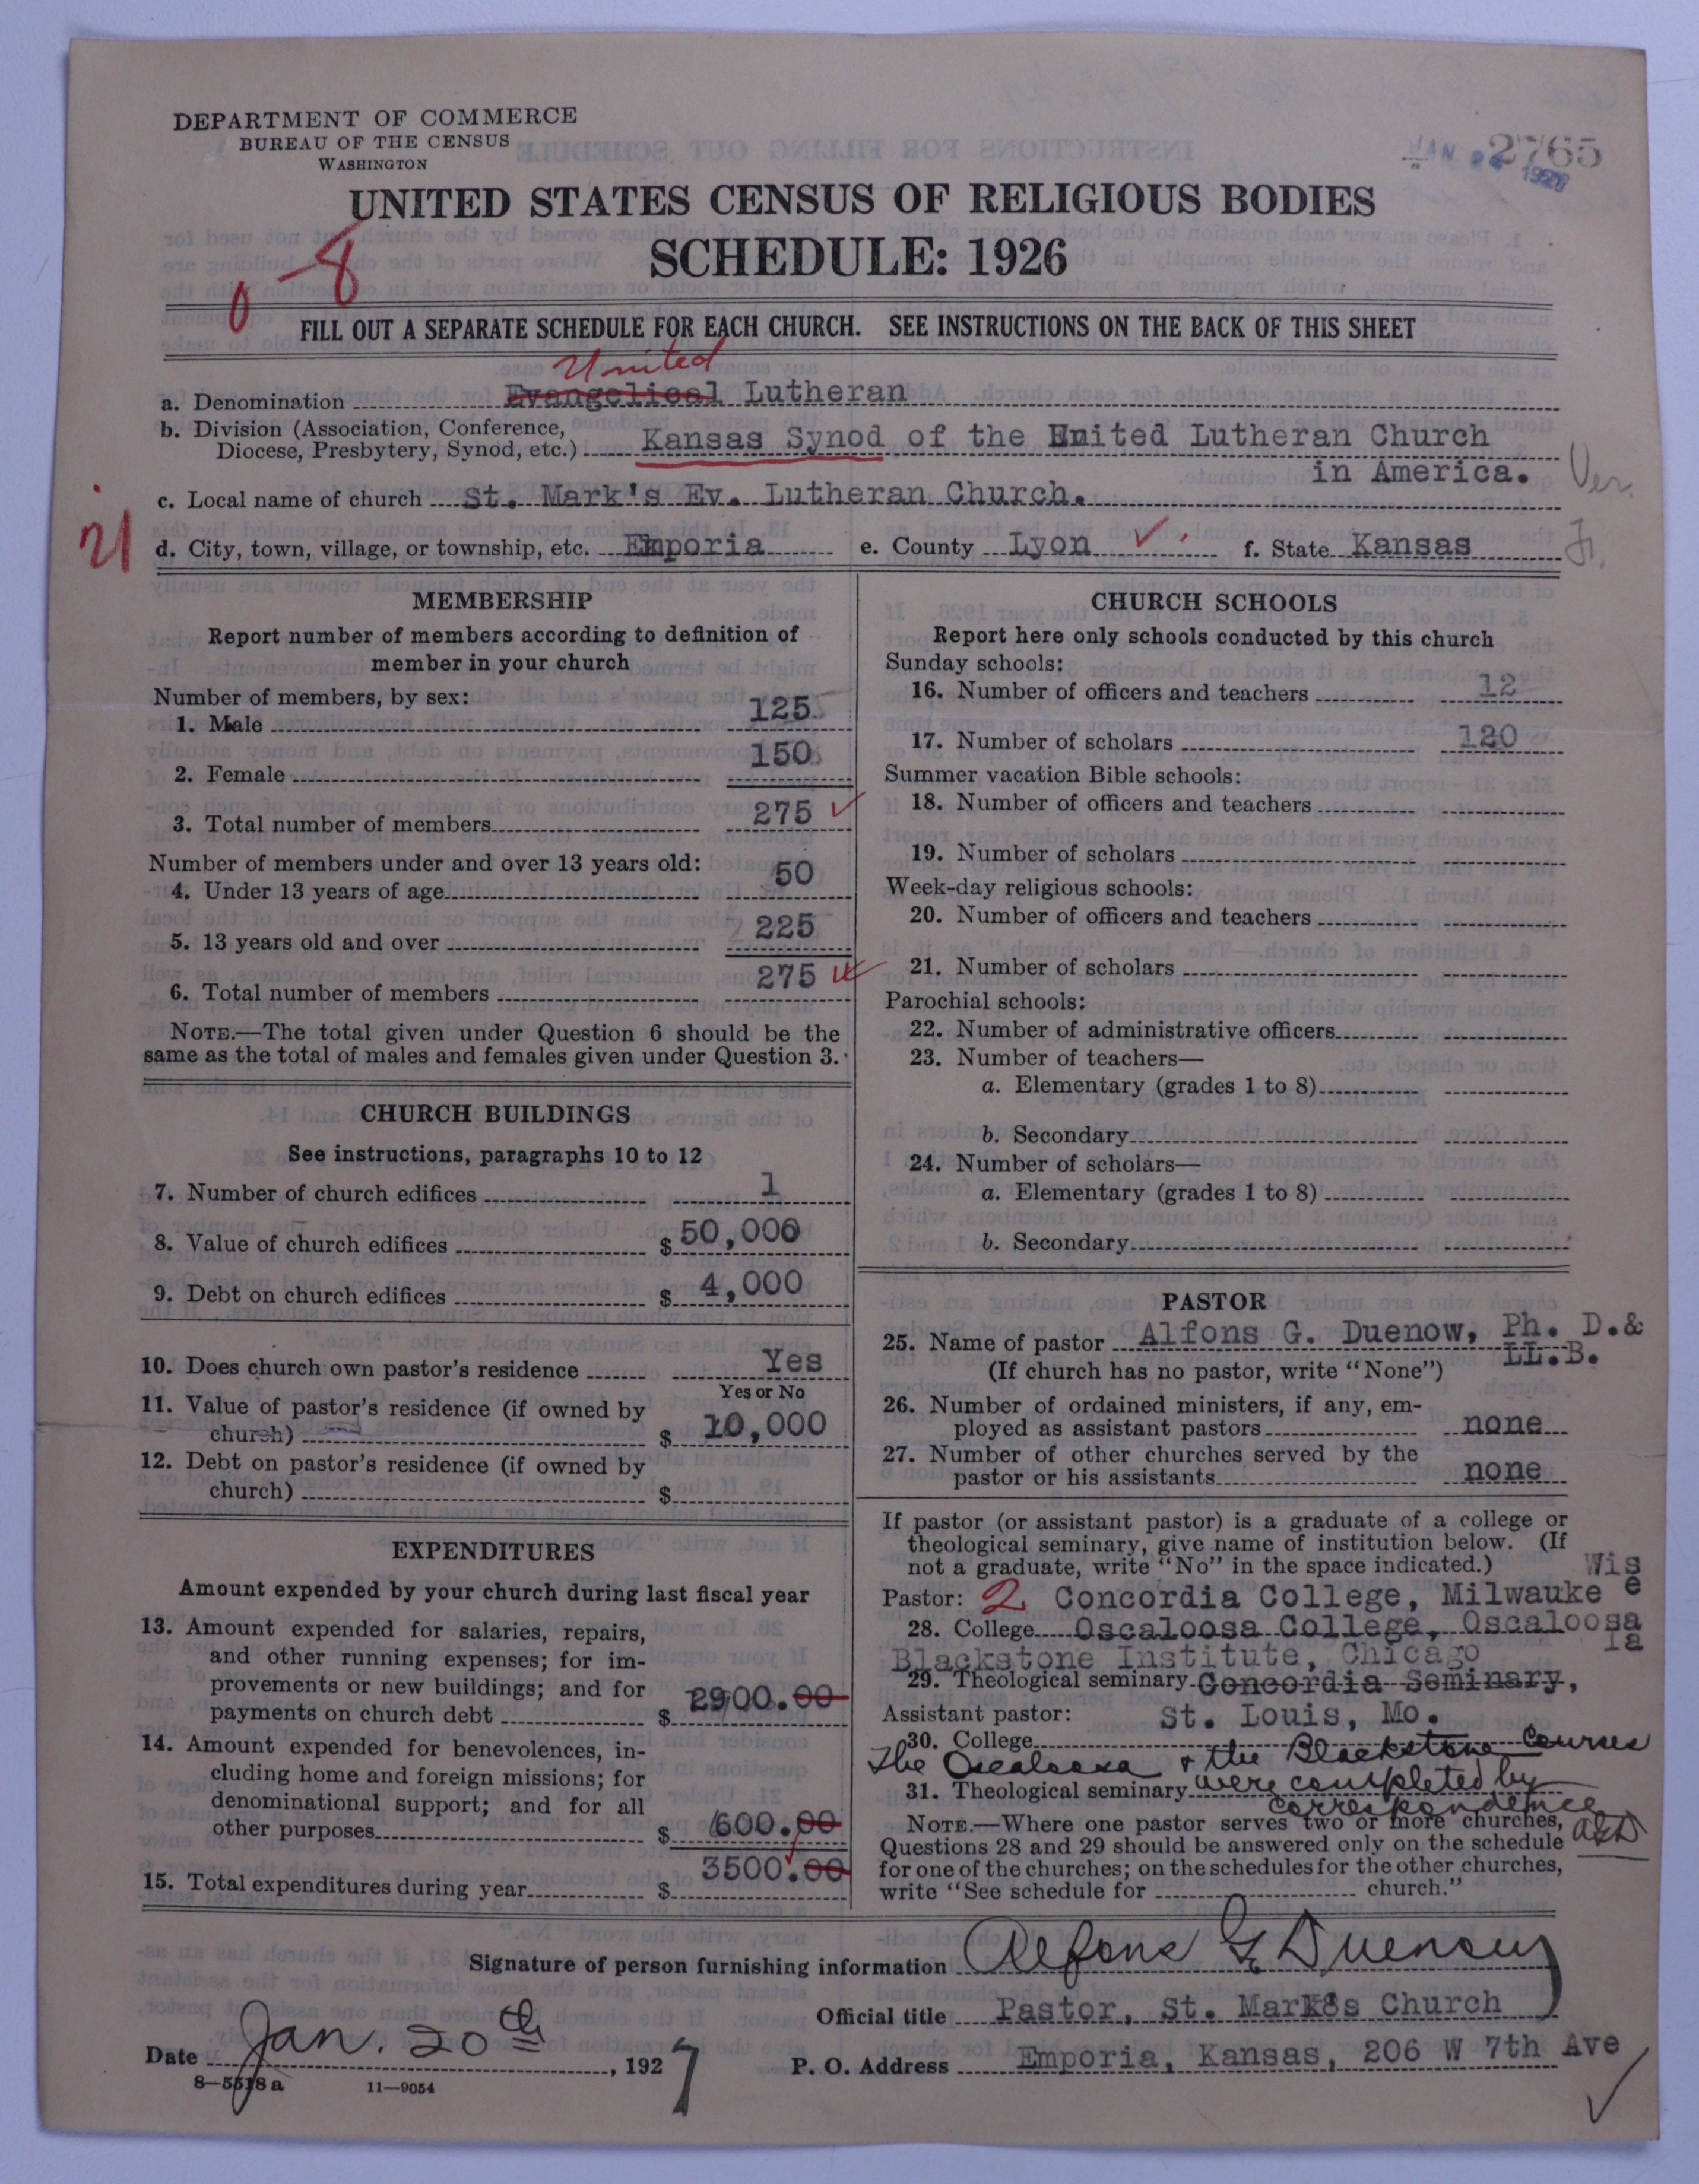 DEPARTMENT OF COMMERCE
BUREAU OF THE CENSUS
WASHINGTON
2765
JAN 24 1927
UNITED STATES CENSUS OF RELIGIOUS BODIES
SCHEDULE: 1926
0-8
FILL OUT A SEPARATE SCHEDULE FOR EACH CHURCH. SEE INSTRUCTIONS ON THE BACK OF THIS SHEET
United
a. Denomination Evangelical Lutheran
b. Division (Association, Conference,
Diocese, Presbytery, Synod, etc.) Kansas Synod of the United Lutheran Church
in America.
Ver.
c. Local name of church St. Mark's Ev. Lutheran Church.
21
d. City, town, village, or township, etc. Emporia e. County Lyon ✓ f. State Kansas
MEMBERSHIP
Report number of members according to definition of
member in your church
Number of members, by sex:
1. Male 125
2. Female 150
3. Total number of members 275 ✓
Number of members under and over 13 years old:
4. Under 13 years of age 50
5. 13 years old and over 225
6. Total number of members 275 ✓
NOTE.—The total given under Question 6 should be the
same as the total of males and females given under Question 3.
CHURCH BUILDINGS
See instructions, paragraphs 10 to 12
7. Number of church edifices 1
8. Value of church edifices $ 50,000
9. Debt on church edifices $ 4,000
10. Does church own pastor's residence Yes
Yes or No
11. Value of pastor's residence (if owned by
church) $ 10,000
12. Debt on pastor's residence (if owned by
church) $
EXPENDITURES
Amount expended by your church during last fiscal year
13. Amount expended for salaries, repairs,
and other running expenses; for im-
provements or new buildings; and for
payments on church debt $ 2900.00
14. Amount expended for benevolences, in-
cluding home and foreign missions; for
denominational support; and for all
other purposes $ 600.00
15. Total expenditures during year $ 3500.00
CHURCH SCHOOLS
Report here only schools conducted by this church
Sunday schools:
16. Number of officers and teachers 12
17. Number of scholars 120
Summer vacation Bible schools:
18. Number of officers and teachers
19. Number of scholars
Week-day religious schools:
20. Number of officers and teachers
21. Number of scholars
Parochial schools:
22. Number of administrative officers
23. Number of teachers—
a. Elementary (grades 1 to 8)
b. Secondary
24. Number of scholars—
a. Elementary (grades 1 to 8)
b. Secondary
PASTOR
25. Name of pastor Alfons G. Duenow, Ph. D.&
LL.B.
(If church has no pastor, write "None")
26. Number of ordained ministers, if any, em-
ployed as assistant pastors none
27. Number of other churches served by the
pastor or his assistants none
If pastor (or assistant pastor) is a graduate of a college or
theological seminary, give name of institution below. (If
not a graduate, write "No" in the space indicated.)
Wis
Pastor: 2 Concordia College, Milwaukee
28. College Oscaloosa College, Oscaloosa
Ia
Blackstone Institute, Chicago
29. Theological seminary Concordia Seminary,
Assistant pastor: St. Louis, Mo.
30. College
The Oscaloosa & the Blackstone Courses
31. Theological seminary were completed by
correspondence
AGD
NOTE.—Where one pastor serves two or more churches,
Questions 28 and 29 should be answered only on the schedule
for one of the churches; on the schedules for the other churches,
write "See schedule for church."
Signature of person furnishing information Alfons G Duenow
Official title Pastor, St. Mark's Church
Date Jan. 20th, 1927 P. O. Address Emporia, Kansas, 206 W 7th Ave
8—5518 a 11—9054